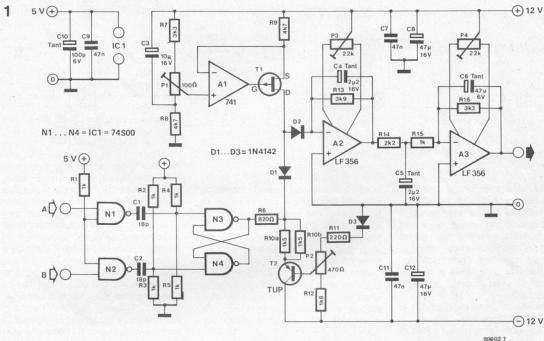 1
5 V
C10
Tant
100µ
6V
C9
47n
IC 1
0
R7
3k3
C3
10µ
16V
P1
100Ω
R8
4k7
A1
741
R9
4k7
T1
S
G
D
D2
D1
P3
22k
C4 Tant
2µ2
16V
R13
3k9
A2
LF 356
R14
2k2
C5
Tant
2µ2
16V
R15
1k
C7
47n
C8
47µ
16V
P4
22k
C6 Tant
47µ
6V
R16
3k3
A3
LF 356
12 V
0
N1 . . . N4 = IC1 = 74S00
D1 . . . D3 = 1N4142
5 V
R1
1k
A
B
N1
N2
C1
18p
C2
18p
R2
1k
R4
1k
R3
1k
R5
1k
N3
N4
R6
820Ω
R10a
1k5
1k5
R10b
R11
220Ω
D3
T2
TUP
P2
470Ω
R12
1k8
C11
47n
C12
47µ
16V
12 V
80602 1